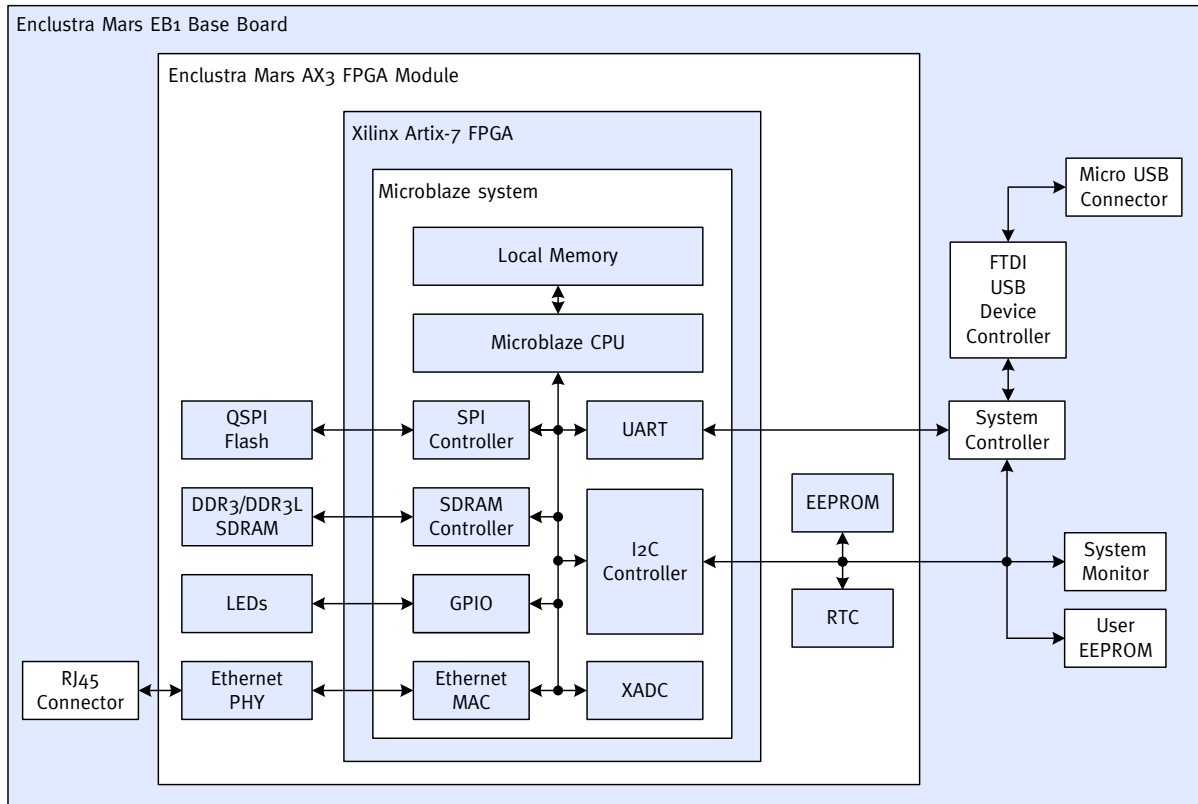 Enclustra Mars EB1 Base Board
Enclustra Mars AX3 FPGA Module
Xilinx Artix-7 FPGA
Microblaze system
Micro USB
Connector
Local Memory
FTDI
USB
Device
Controller
Microblaze CPU
QSPI
Flash
SPI
Controller
UART
System
Controller
DDR3/DDR3L
SDRAM
SDRAM
Controller
EEPROM
I2C
Controller
System
Monitor
LEDs
GPIO
RTC
User
EEPROM
RJ45
Connector
Ethernet
PHY
Ethernet
MAC
XADC